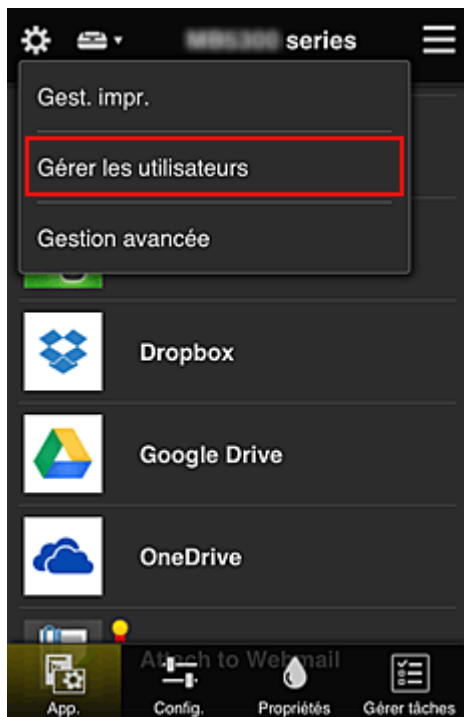 series
Gest. impr.
Gérer les utilisateurs
Gestion avancée
Dropbox
Google Drive
OneDrive
Attach to Webmail
App.
Config.
Propriétés
Gérer tâches